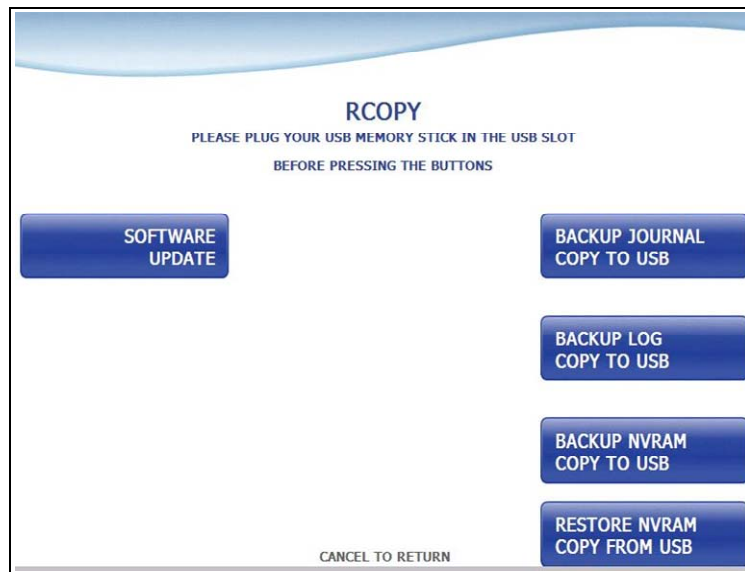 RCOPY
PLEASE PLUG YOUR USB MEMORY STICK IN THE USB SLOT
BEFORE PRESSING THE BUTTONS
SOFTWARE
UPDATE
BACKUP JOURNAL
COPY TO USB
BACKUP LOG
COPY TO USB
BACKUP NVRAM
COPY TO USB
RESTORE NVRAM
COPY FROM USB
CANCEL TO RETURN